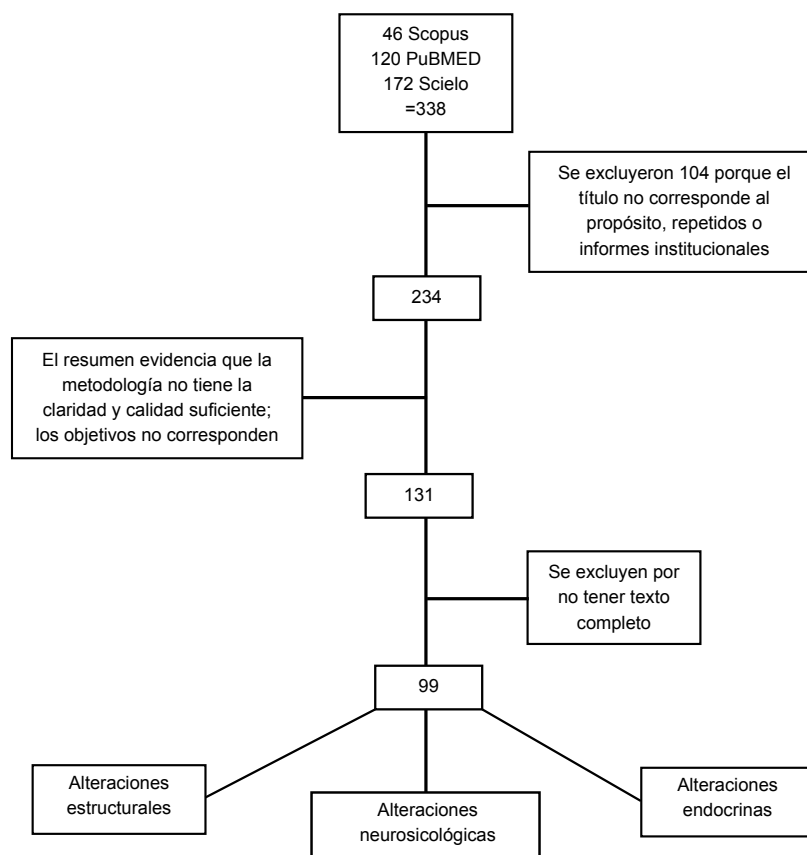 46 Scopus
120 PuBMED
172 Scielo
=338
Se excluyeron 104 porque el
título no corresponde al
propósito, repetidos o
informes institucionales
234
El resumen evidencia que la
metodología no tiene la
claridad y calidad suficiente;
los objetivos no corresponden
131
Se excluyen por
no tener texto
completo
99
Alteraciones
estructurales
Alteraciones
neurosicológicas
Alteraciones
endocrinas